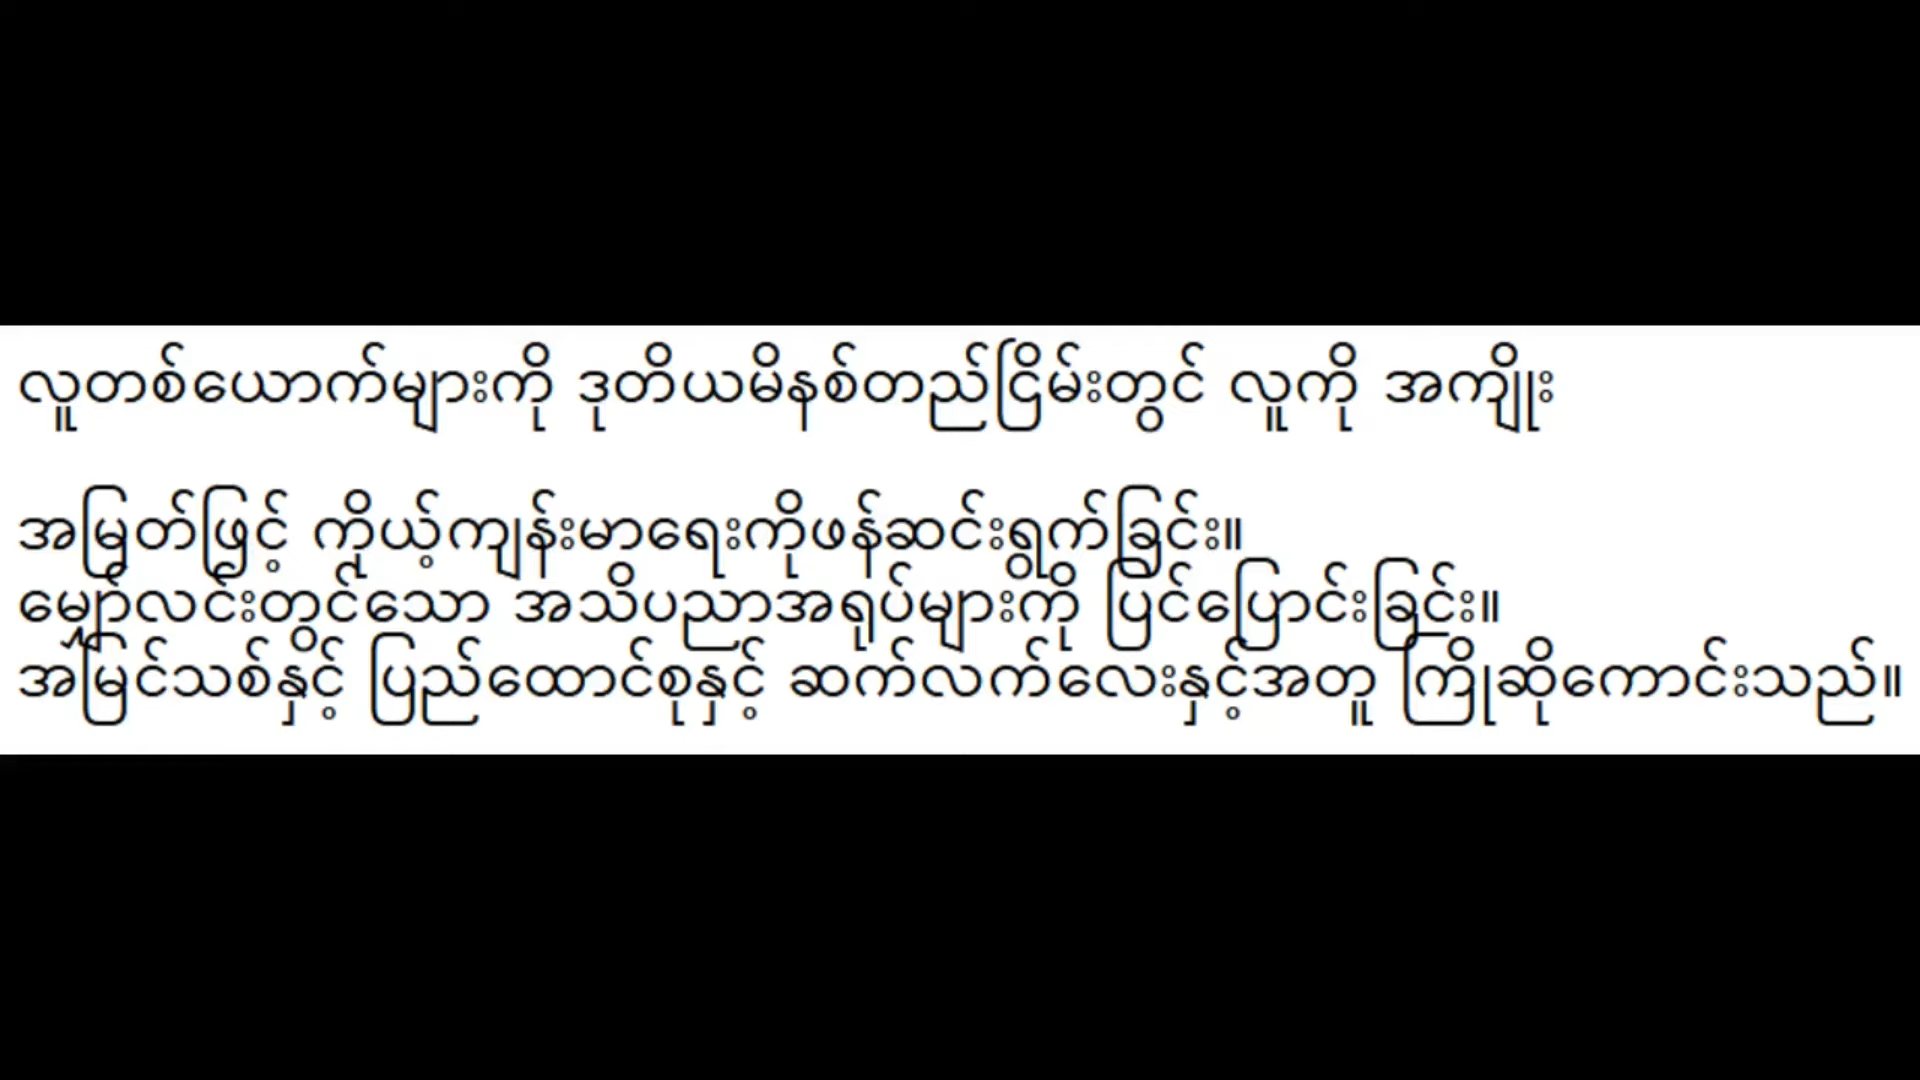 လူတစ်ယောက်များကို ဒုတိယမိနစ်တည်ငြိမ်းတွင် လူကို အကျိုး
အမြတ်ဖြင့် ကိုယ့်ကျန်းမာရေးကိုဖန်ဆင်းရွက်ခြင်း။
မျှော်လင်းတွင်သော အသိပညာအရုပ်များကို ပြင်ပြောင်းခြင်း။
အမြင်သစ်နှင့် ပြည်ထောင်စုနှင့် ဆက်လက်လေးနှင့်အတူ ကြိုဆိုကောင်းသည်။